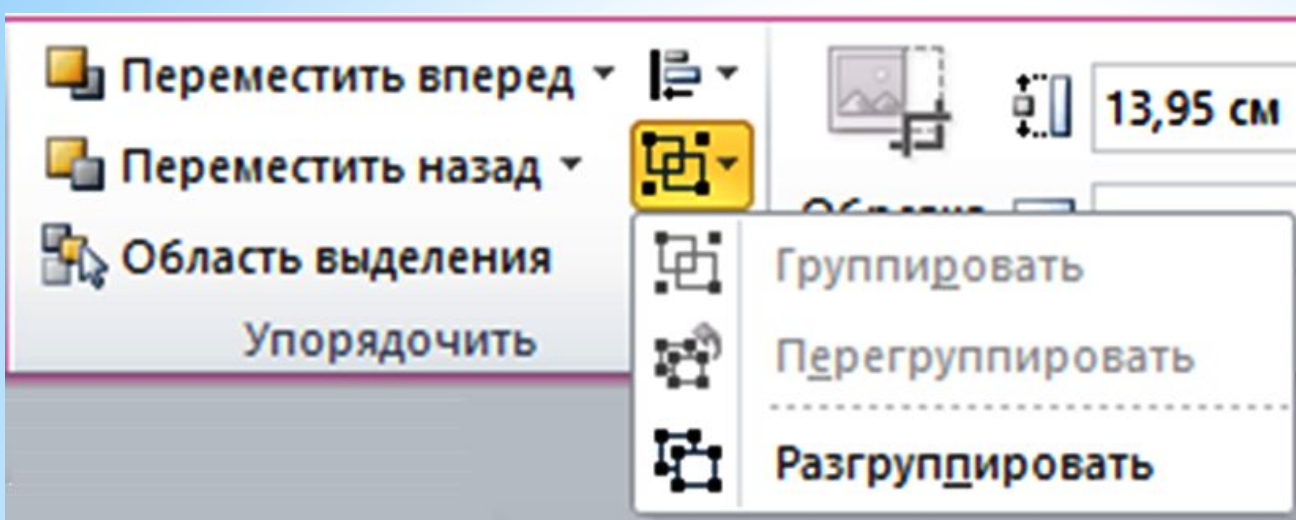 Переместить вперед
Переместить назад
Область выделения
Упорядочить
13,95 см
Группировать
Перегруппировать
Разгруппировать